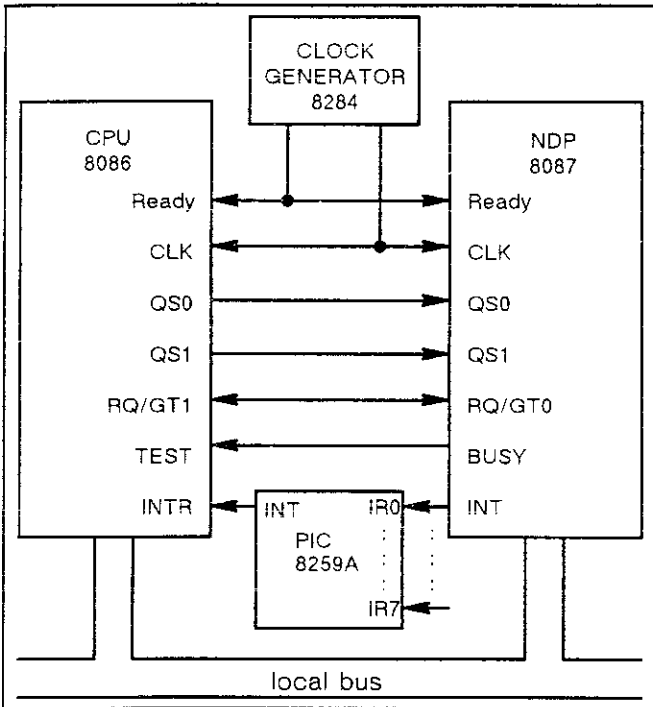 CLOCK
GENERATOR
8284
CPU
8086
NDP
8087
Ready
Ready
CLK
CLK
QS0
QS0
QS1
QS1
RQ/GT1
RQ/GT0
TEST
BUSY
INTR
INT
IR0
INT
PIC
8259A
IR7
local bus